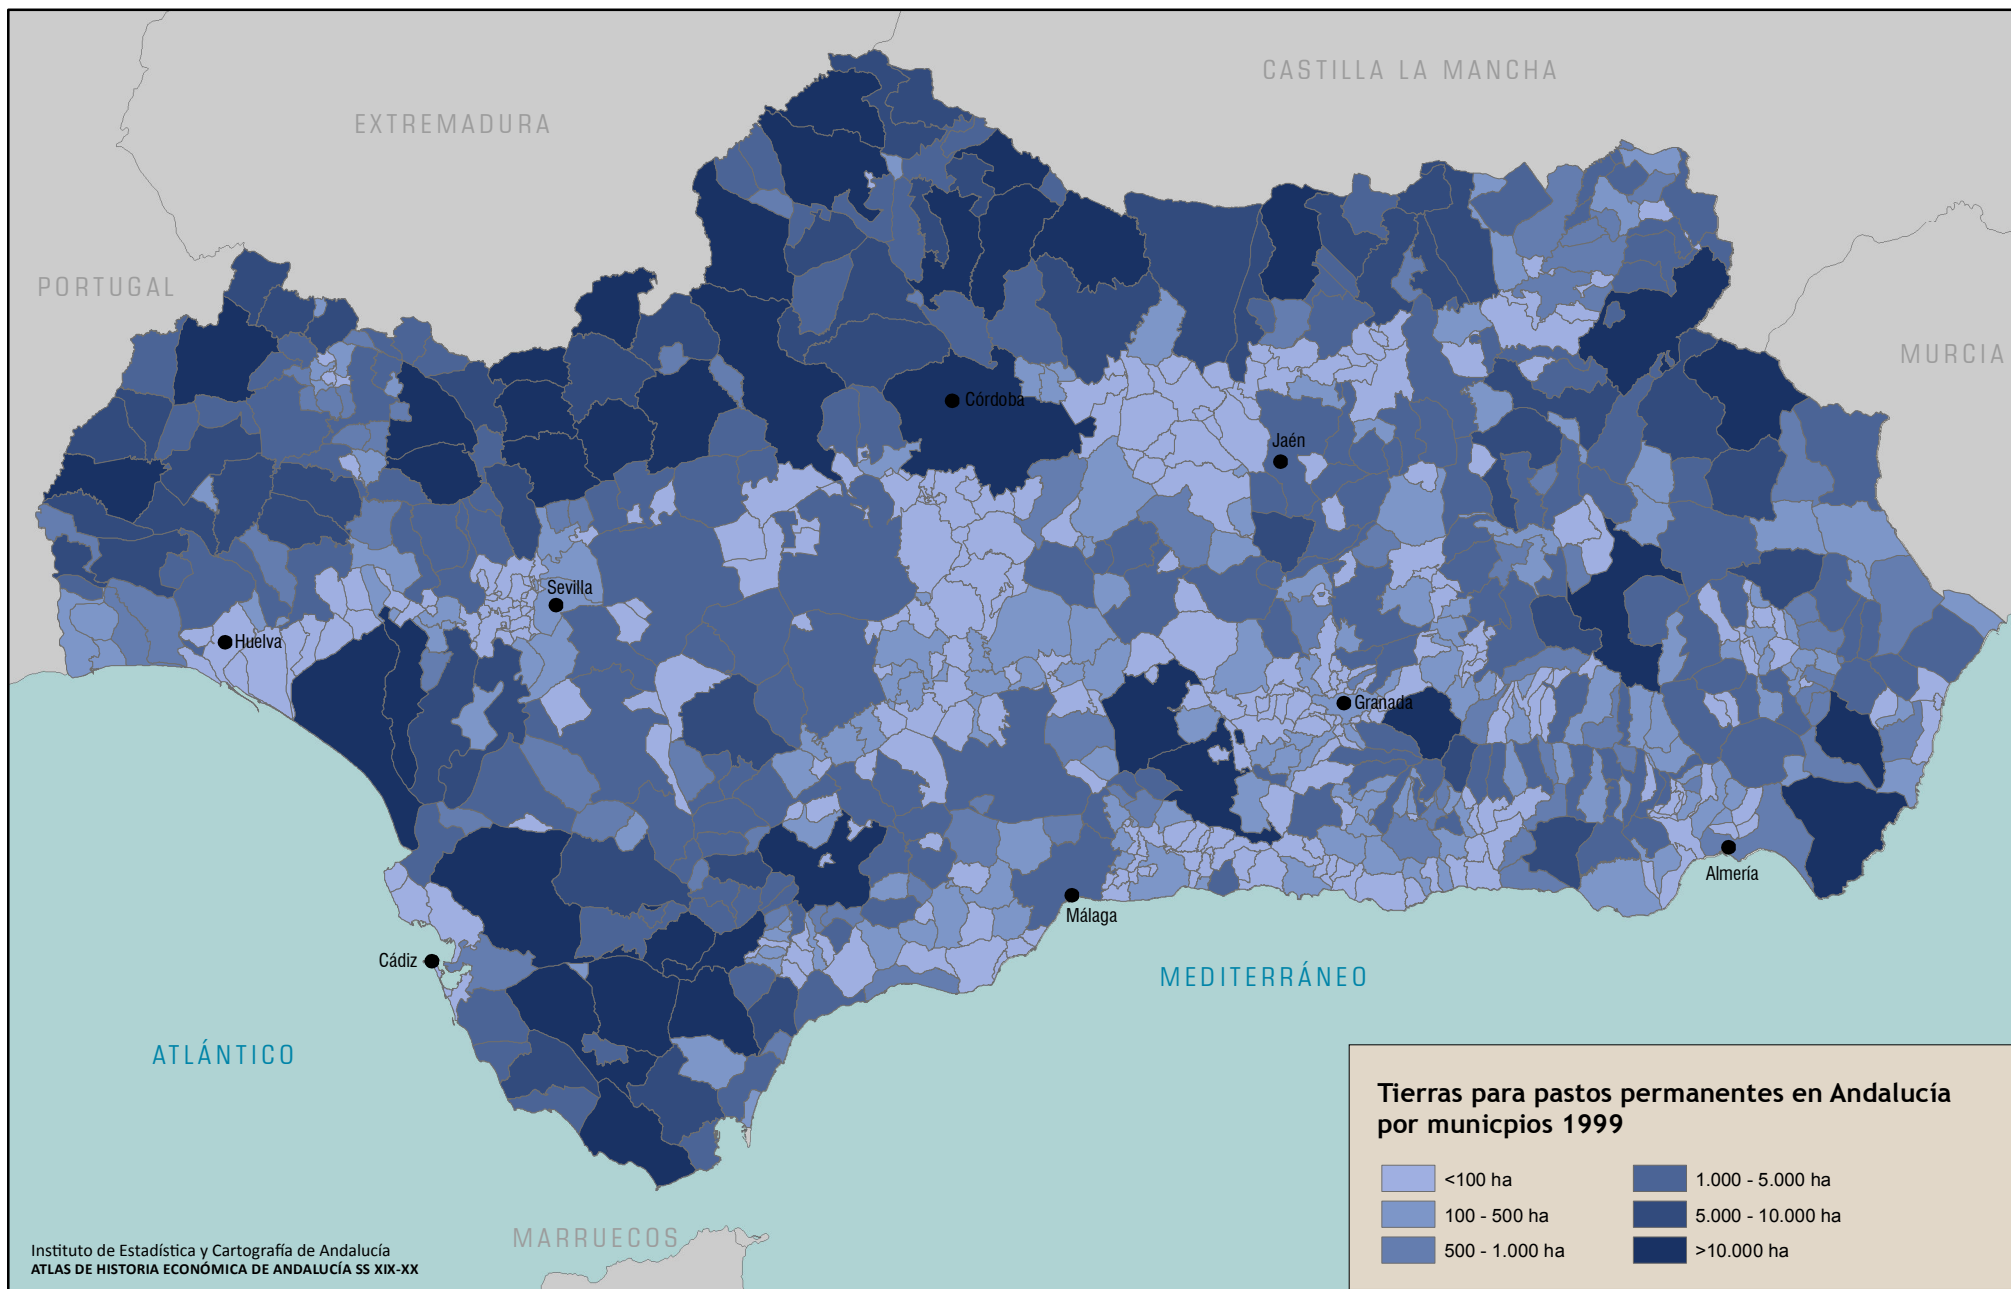 CASTILLA LA MANCHA
EXTREMADURA
PORTUGAL
MURCIA
Córdoba
Jaén
Sevilla
Huelva
Granada
Almería
Málaga
Cádiz
MEDITERRÁNEO
ATLÁNTICO
MARRUECOS
Tierras para pastos permanentes en Andalucía
por municpios 1999
<100 ha
100 - 500 ha
500 - 1.000 ha
1.000 - 5.000 ha
5.000 - 10.000 ha
>10.000 ha
Instituto de Estadística y Cartografía de Andalucía
ATLAS DE HISTORIA ECONÓMICA DE ANDALUCÍA SS XIX-XX